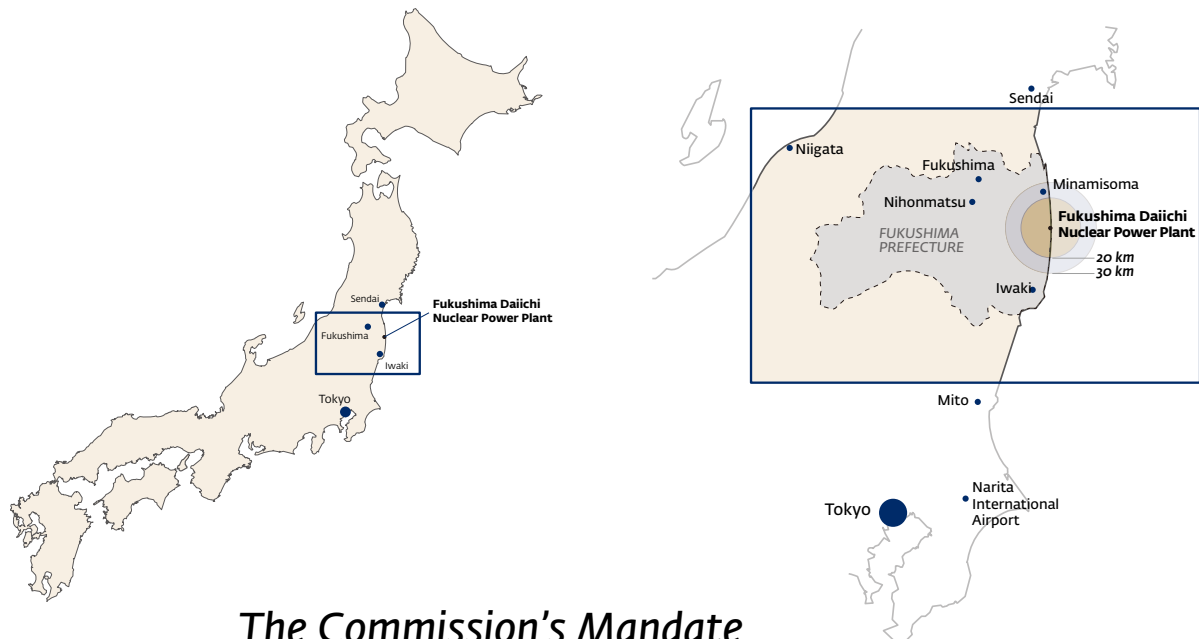 Sendai
Fukushima Daiichi
Nuclear Power Plant
Fukushima
Iwaki
Tokyo
Sendai
Niigata
Fukushima
Minamisoma
Nihonmatsu
Fukushima Daiichi
Nuclear Power Plant
FUKUSHIMA
PREFECTURE
20 km
30 km
Iwaki
Mito
Narita
International
Airport
Tokyo
The Commission's Mandate